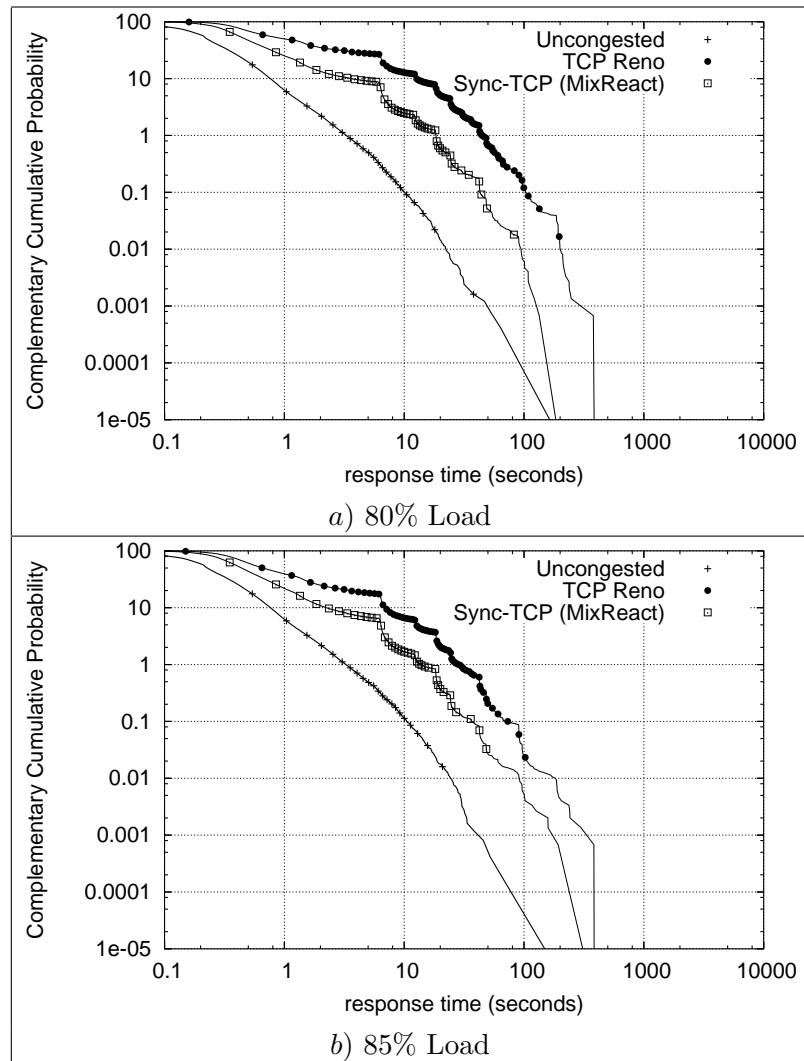 Complementary Cumulative Probability
100
10
1
0.1
0.01
0.001
0.0001
1e-05
Uncongested
TCP Reno
Sync-TCP (MixReact)
0.1 1 10 100 1000 10000
response time (seconds)
a) 80% Load
Complementary Cumulative Probability
100
10
1
0.1
0.01
0.001
0.0001
1e-05
Uncongested
TCP Reno
Sync-TCP (MixReact)
0.1 1 10 100 1000 10000
response time (seconds)
b) 85% Load